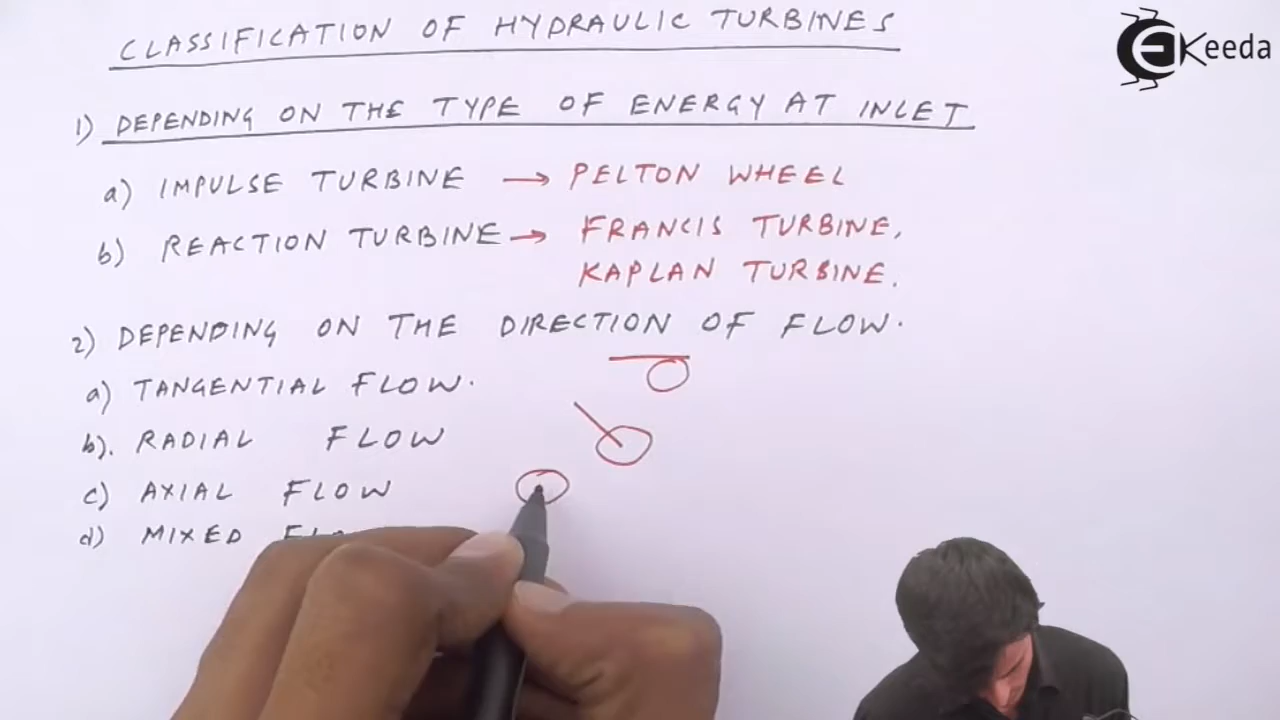 CLASSIFICATION OF HYDRAULIC TURBINES
EKeeda
1) DEPENDING ON THE TYPE OF ENERGY AT INLET
a) IMPULSE TURBINE → PELTON WHEEL
b) REACTION TURBINE → FRANCIS TURBINE,
KAPLAN TURBINE.
2) DEPENDING ON THE DIRECTION OF FLOW.
a) TANGENTIAL FLOW.
b). RADIAL FLOW
c) AXIAL FLOW
d) MIXED